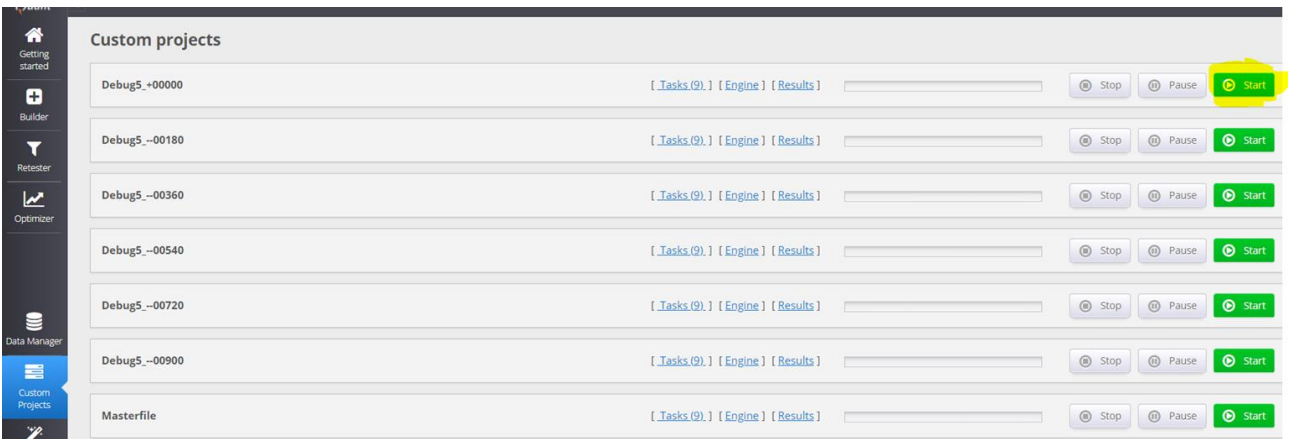 Getting
started
Builder
Retester
Optimizer
Data Manager
Custom
Projects
Custom projects
Debug5_+00000 [ Tasks (9) ] [ Engine ] [ Results ] Stop Pause Start
Debug5_--00180 [ Tasks (9) ] [ Engine ] [ Results ] Stop Pause Start
Debug5_--00360 [ Tasks (9) ] [ Engine ] [ Results ] Stop Pause Start
Debug5_--00540 [ Tasks (9) ] [ Engine ] [ Results ] Stop Pause Start
Debug5_--00720 [ Tasks (9) ] [ Engine ] [ Results ] Stop Pause Start
Debug5_--00900 [ Tasks (9) ] [ Engine ] [ Results ] Stop Pause Start
Masterfile [ Tasks (9) ] [ Engine ] [ Results ] Stop Pause Start